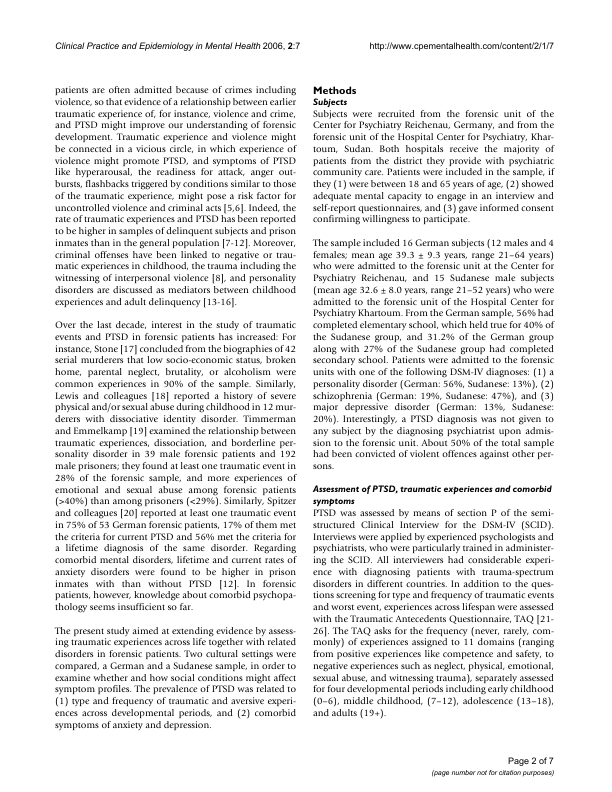 Clinical Practice and Epidemiology in Mental Health 2006, 2:7
http://www.cpementalhealth.com/content/2/1/7
patients are often admitted because of crimes including
violence, so that evidence of a relationship between earlier
traumatic experience of, for instance, violence and crime,
and PTSD might improve our understanding of forensic
development. Traumatic experience and violence might
be connected in a vicious circle, in which experience of
violence might promote PTSD, and symptoms of PTSD
like hyperarousal, the readiness for attack, anger out-
bursts, flashbacks triggered by conditions similar to those
of the traumatic experience, might pose a risk factor for
uncontrolled violence and criminal acts [5,6]. Indeed, the
rate of traumatic experiences and PTSD has been reported
to be higher in samples of delinquent subjects and prison
inmates than in the general population [7-12]. Moreover,
criminal offenses have been linked to negative or trau-
matic experiences in childhood, the trauma including the
witnessing of interpersonal violence [8], and personality
disorders are discussed as mediators between childhood
experiences and adult delinquency [13-16].
Over the last decade, interest in the study of traumatic
events and PTSD in forensic patients has increased: For
instance, Stone [17] concluded from the biographies of 42
serial murderers that low socio-economic status, broken
home, parental neglect, brutality, or alcoholism were
common experiences in 90% of the sample. Similarly,
Lewis and colleagues [18] reported a history of severe
physical and/or sexual abuse during childhood in 12 mur-
derers with dissociative identity disorder. Timmerman
and Emmelkamp [19] examined the relationship between
traumatic experiences, dissociation, and borderline per-
sonality disorder in 39 male forensic patients and 192
male prisoners; they found at least one traumatic event in
28% of the forensic sample, and more experiences of
emotional and sexual abuse among forensic patients
(>40%) than among prisoners (<29%). Similarly, Spitzer
and colleagues [20] reported at least one traumatic event
in 75% of 53 German forensic patients, 17% of them met
the criteria for current PTSD and 56% met the criteria for
a lifetime diagnosis of the same disorder. Regarding
comorbid mental disorders, lifetime and current rates of
anxiety disorders were found to be higher in prison
inmates with than without PTSD [12]. In forensic
patients, however, knowledge about comorbid psychopa-
thology seems insufficient so far.
The present study aimed at extending evidence by assess-
ing traumatic experiences across life together with related
disorders in forensic patients. Two cultural settings were
compared, a German and a Sudanese sample, in order to
examine whether and how social conditions might affect
symptom profiles. The prevalence of PTSD was related to
(1) type and frequency of traumatic and aversive experi-
ences across developmental periods, and (2) comorbid
symptoms of anxiety and depression.
Methods
Subjects
Subjects were recruited from the forensic unit of the
Center for Psychiatry Reichenau, Germany, and from the
forensic unit of the Hospital Center for Psychiatry, Khar-
toum, Sudan. Both hospitals receive the majority of
patients from the district they provide with psychiatric
community care. Patients were included in the sample, if
they (1) were between 18 and 65 years of age, (2) showed
adequate mental capacity to engage in an interview and
self-report questionnaires, and (3) gave informed consent
confirming willingness to participate.
The sample included 16 German subjects (12 males and 4
females; mean age 39.3 ± 9.3 years, range 21–64 years)
who were admitted to the forensic unit at the Center for
Psychiatry Reichenau, and 15 Sudanese male subjects
(mean age 32.6 ± 8.0 years, range 21–52 years) who were
admitted to the forensic unit of the Hospital Center for
Psychiatry Khartoum. From the German sample, 56% had
completed elementary school, which held true for 40% of
the Sudanese group, and 31.2% of the German group
along with 27% of the Sudanese group had completed
secondary school. Patients were admitted to the forensic
units with one of the following DSM-IV diagnoses: (1) a
personality disorder (German: 56%, Sudanese: 13%), (2)
schizophrenia (German: 19%, Sudanese: 47%), and (3)
major depressive disorder (German: 13%, Sudanese:
20%). Interestingly, a PTSD diagnosis was not given to
any subject by the diagnosing psychiatrist upon admis-
sion to the forensic unit. About 50% of the total sample
had been convicted of violent offences against other per-
sons.
Assessment of PTSD, traumatic experiences and comorbid
symptoms
PTSD was assessed by means of section P of the semi-
structured Clinical Interview for the DSM-IV (SCID).
Interviews were applied by experienced psychologists and
psychiatrists, who were particularly trained in administer-
ing the SCID. All interviewers had considerable experi-
ence with diagnosing patients with trauma-spectrum
disorders in different countries. In addition to the ques-
tions screening for type and frequency of traumatic events
and worst event, experiences across lifespan were assessed
with the Traumatic Antecedents Questionnaire, TAQ [21-
26]. The TAQ asks for the frequency (never, rarely, com-
monly) of experiences assigned to 11 domains (ranging
from positive experiences like competence and safety, to
negative experiences such as neglect, physical, emotional,
sexual abuse, and witnessing trauma), separately assessed
for four developmental periods including early childhood
(0–6), middle childhood, (7–12), adolescence (13–18),
and adults (19+).
Page 2 of 7
(page number not for citation purposes)